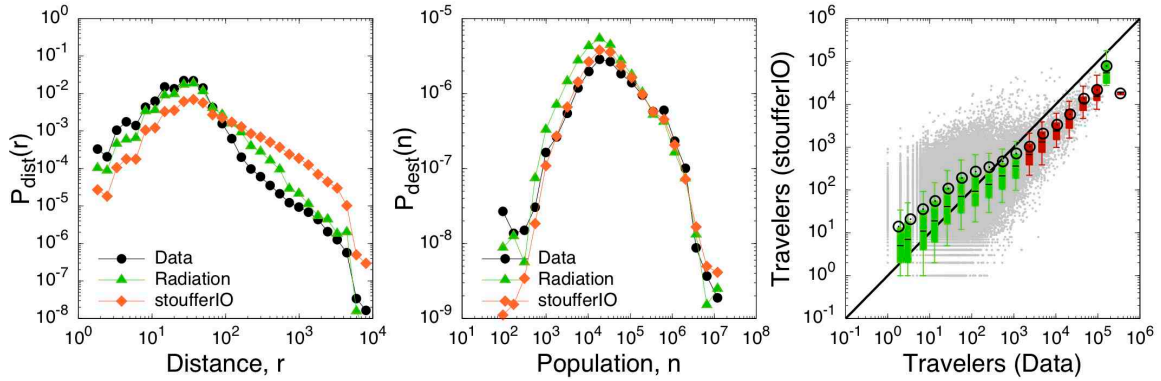 10^0
10^-1
10^-2
10^-3
10^-4
10^-5
10^-6
10^-7
10^-8
P_dist(r)
Data
Radiation
stoufferIO
10^0 10^1 10^2 10^3 10^4
Distance, r
10^-5
10^-6
10^-7
10^-8
10^-9
P_dest(n)
Data
Radiation
stoufferIO
10^1 10^2 10^3 10^4 10^5 10^6 10^7 10^8
Population, n
10^6
10^5
10^4
10^3
10^2
10^1
10^0
10^-1
Travelers (stoufferIO)
10^-1 10^0 10^1 10^2 10^3 10^4 10^5 10^6
Travelers (Data)